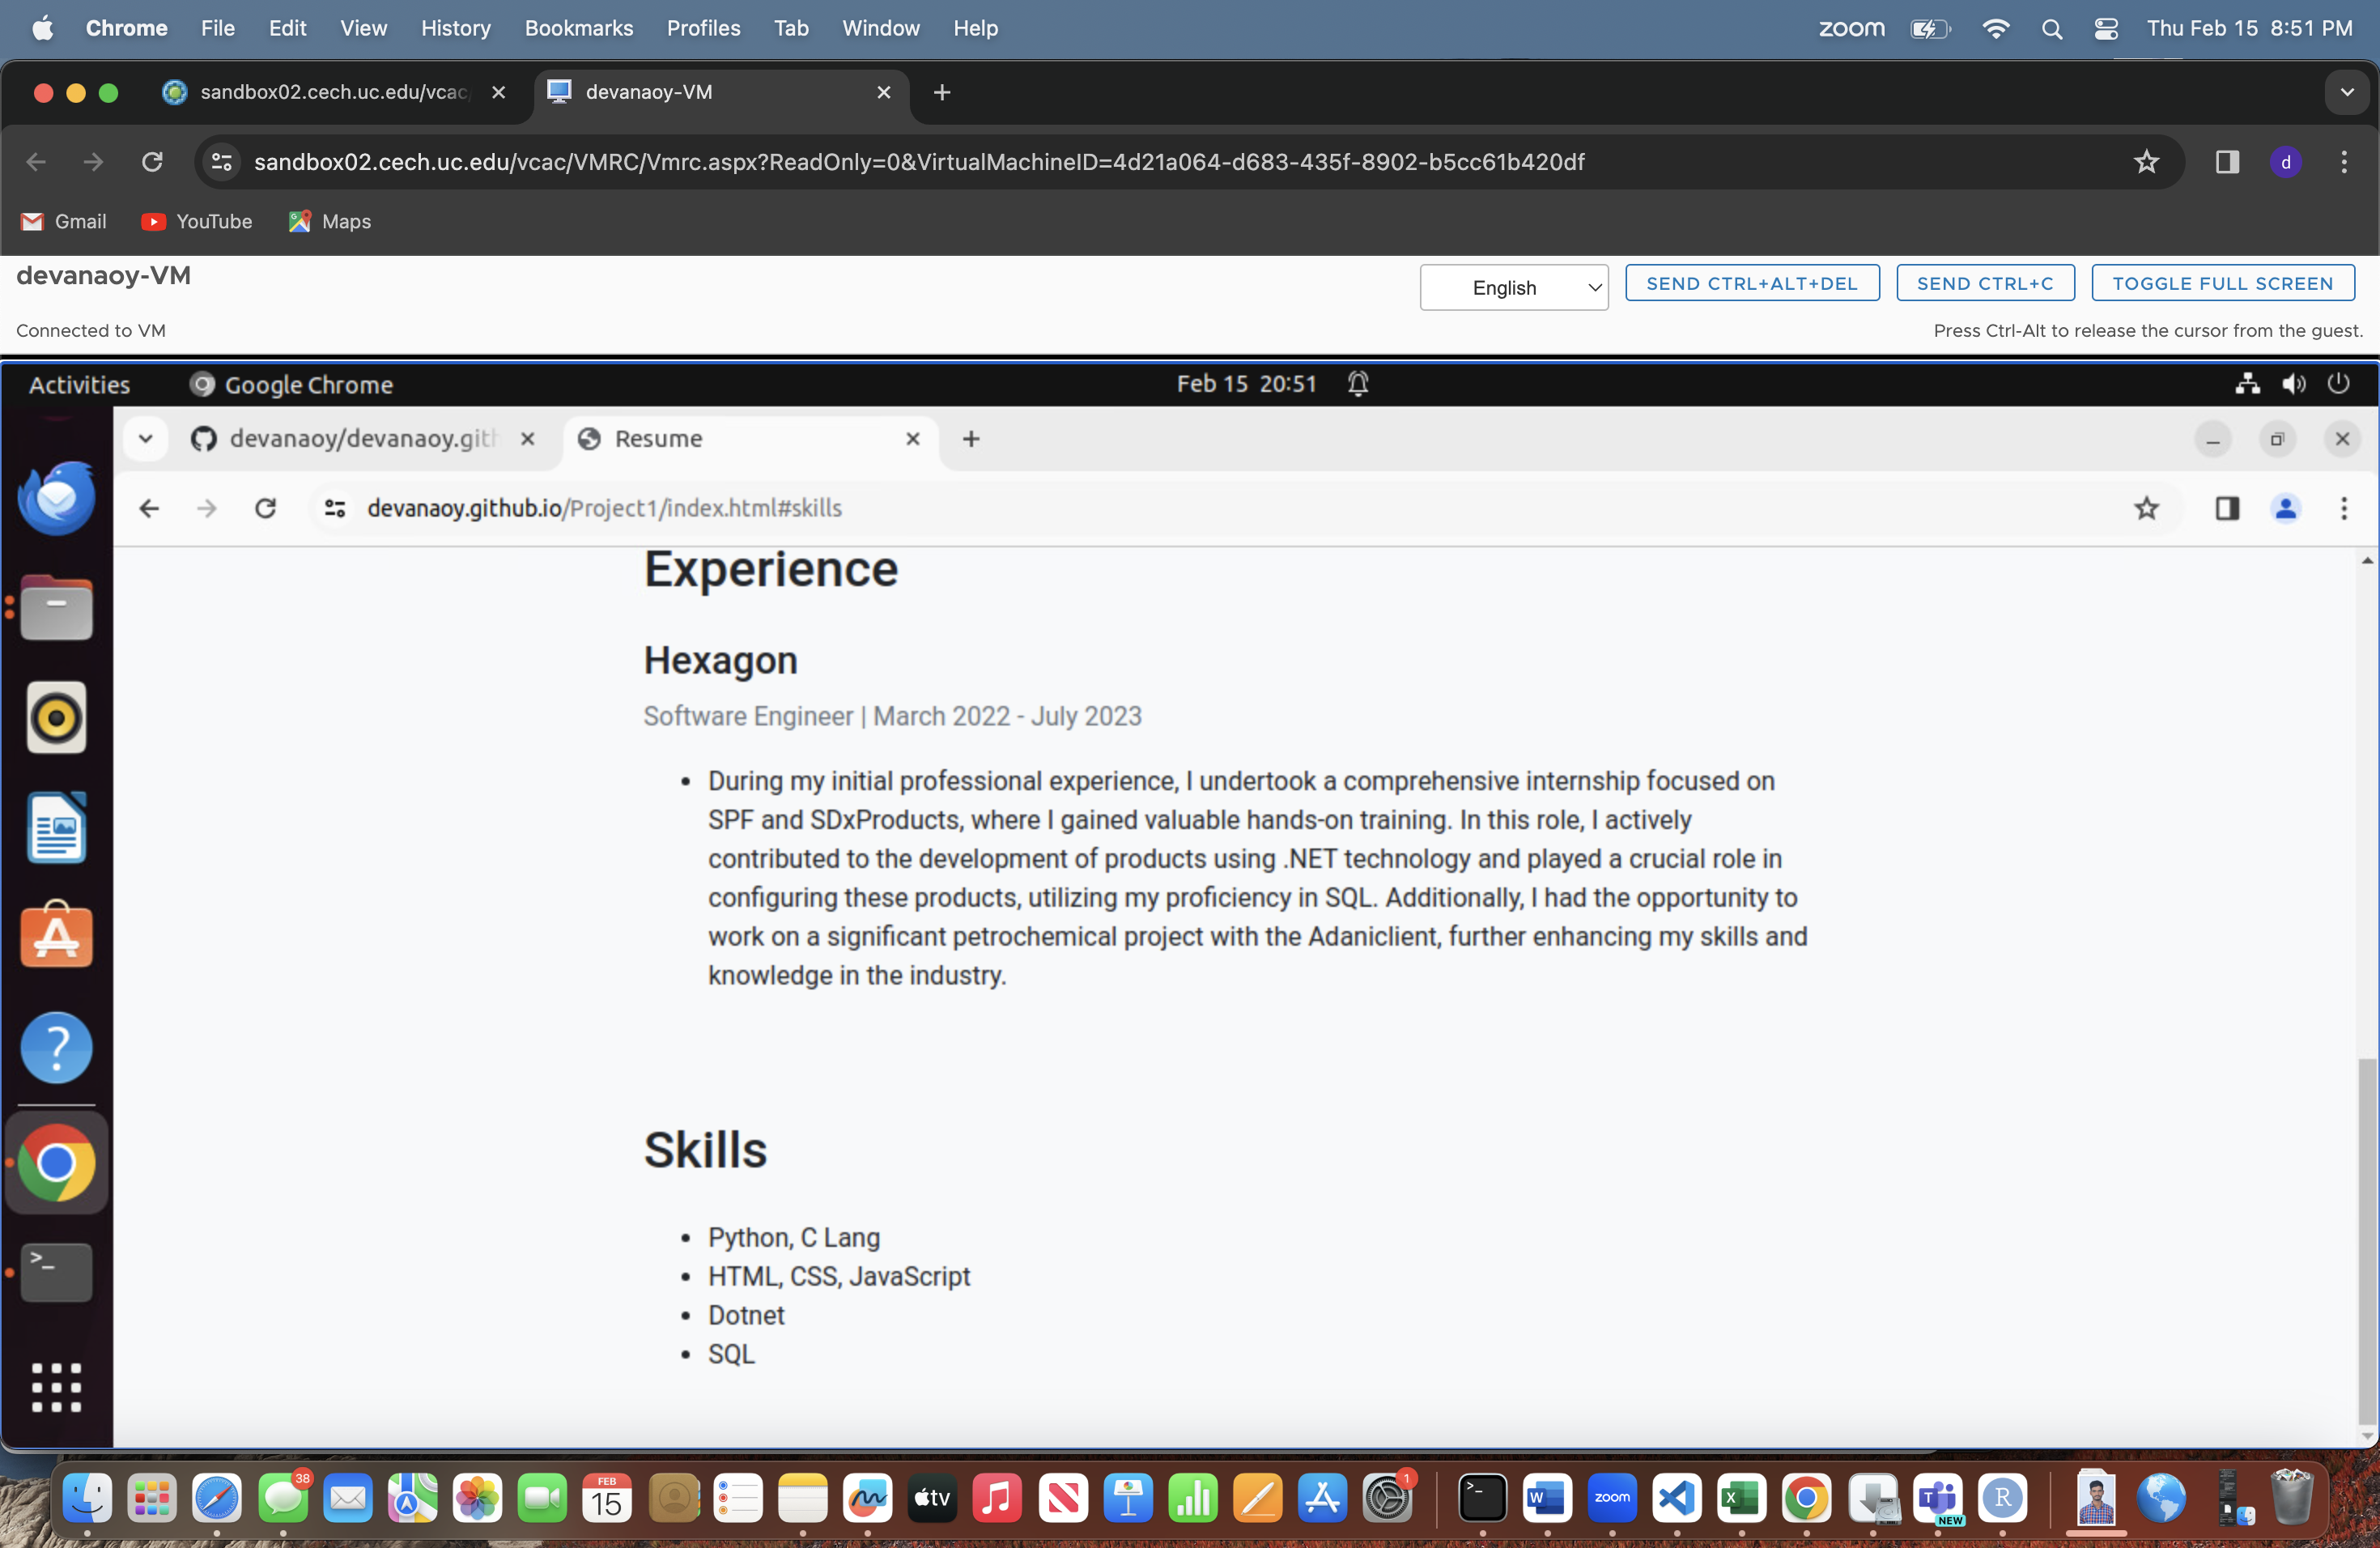 Chrome File Edit View History Bookmarks Profiles Tab Window Help zoom Thu Feb 15 8:51 PM
sandbox02.cech.uc.edu/vcac devanaoy-VM
sandbox02.cech.uc.edu/vcac/VMRC/Vmrc.aspx?ReadOnly=0&VirtualMachineID=4d21a064-d683-435f-8902-b5cc61b420df d
Gmail YouTube Maps
devanaoy-VM
English SEND CTRL+ALT+DEL SEND CTRL+C TOGGLE FULL SCREEN
Connected to VM Press Ctrl-Alt to release the cursor from the guest.
Activities Google Chrome Feb 15 20:51
devanaoy/devanaoy.gith Resume
devanaoy.github.io/Project1/index.html#skills
Experience
Hexagon
Software Engineer | March 2022 - July 2023
• During my initial professional experience, I undertook a comprehensive internship focused on
SPF and SDxProducts, where I gained valuable hands-on training. In this role, I actively
contributed to the development of products using .NET technology and played a crucial role in
configuring these products, utilizing my proficiency in SQL. Additionally, I had the opportunity to
work on a significant petrochemical project with the Adaniclient, further enhancing my skills and
knowledge in the industry.
Skills
• Python, C Lang
• HTML, CSS, JavaScript
• Dotnet
• SQL
38 FEB 15 tv 1 zoom W X T NEW R